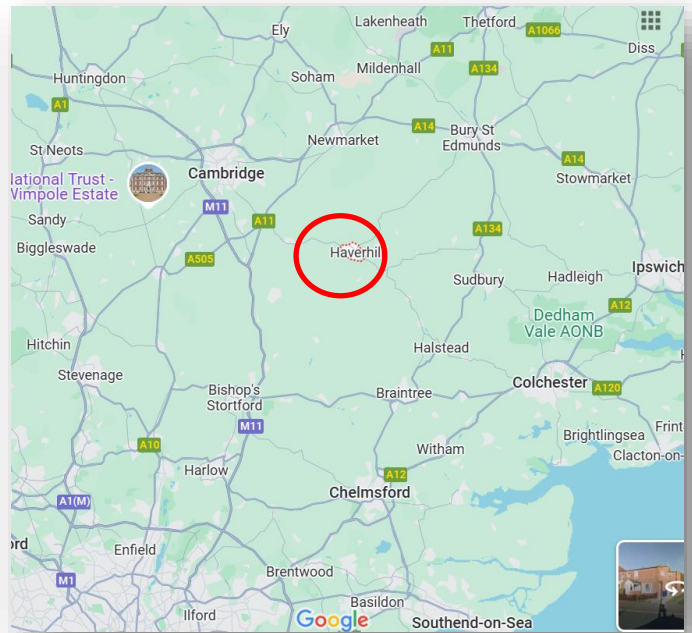 Ely
Lakenheath
Thetford
A1066
A11
Diss
Mildenhall
A134
Huntingdon
Soham
A1
Newmarket
A14
Bury St
Edmunds
St Neots
A14
Stowmarket
National Trust -
Wimpole Estate
Cambridge
M11
Sandy
A11
A134
Biggleswade
A505
Haverhil
Ipswich
Sudbury
Hadleigh
A12
Dedham
Vale AONB
Hitchin
Halstead
Stevenage
Colchester
A120
Bishop's
Stortford
Braintree
M11
Brightlingsea
Frint
A10
Witham
Clacton-on-
Harlow
A12
Chelmsford
A1(M)
ord
Enfield
M1
Brentwood
Basildon
Ilford
Google
Southend-on-Sea